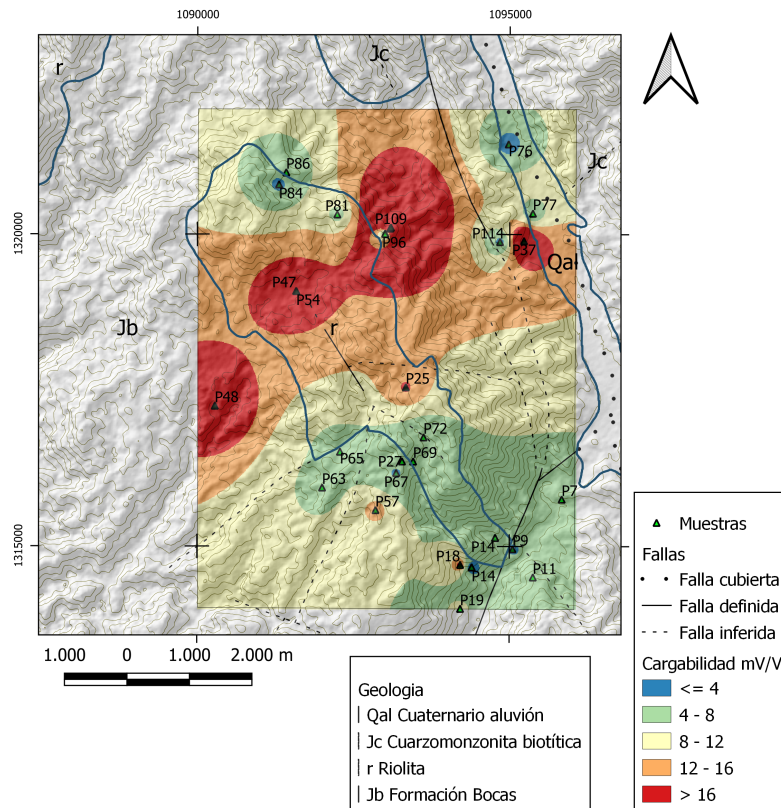 1090000
1095000
Jc
r
P76
Jc
P86
P84
P81
P77
P109
P96
P114
P37
1320000
Qal
P47
P54
Jb
r
P25
P48
P72
P65
P27
P69
P67
P63
P57
P7
1315000
P14
P9
P18
P14
P11
P19
1.000 0 1.000 2.000 m
Geologia
Qal Cuaternario aluvión
Jc Cuarzomonzonita biotítica
r Riolita
Jb Formación Bocas
Muestras
Fallas
Falla cubierta
Falla definida
Falla inferida
Cargabilidad mV/V
<= 4
4 - 8
8 - 12
12 - 16
> 16